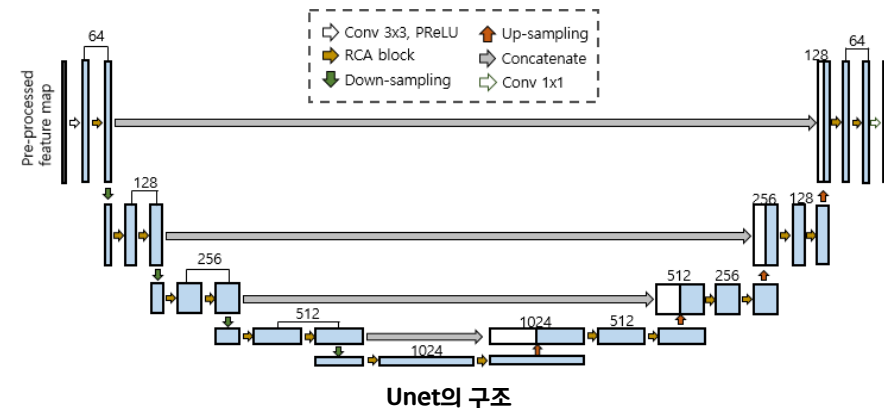 Conv 3x3, PReLU
RCA block
Down-sampling
Up-sampling
Concatenate
Conv 1x1
Pre-processed
feature map
64
128
64
128
256
128
256
512
256
512
1024
512
1024
Unet의 구조